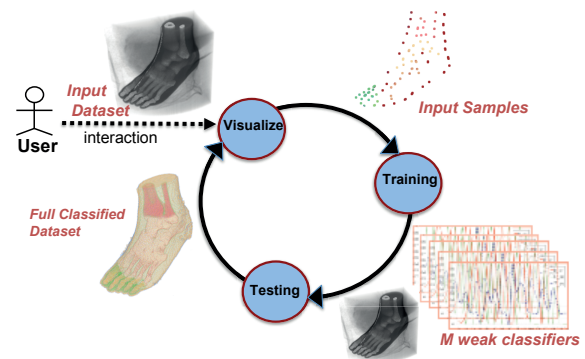 Input
Dataset
User
interaction
Visualize
Input Samples
Training
Full Classified
Dataset
Testing
M weak classifiers